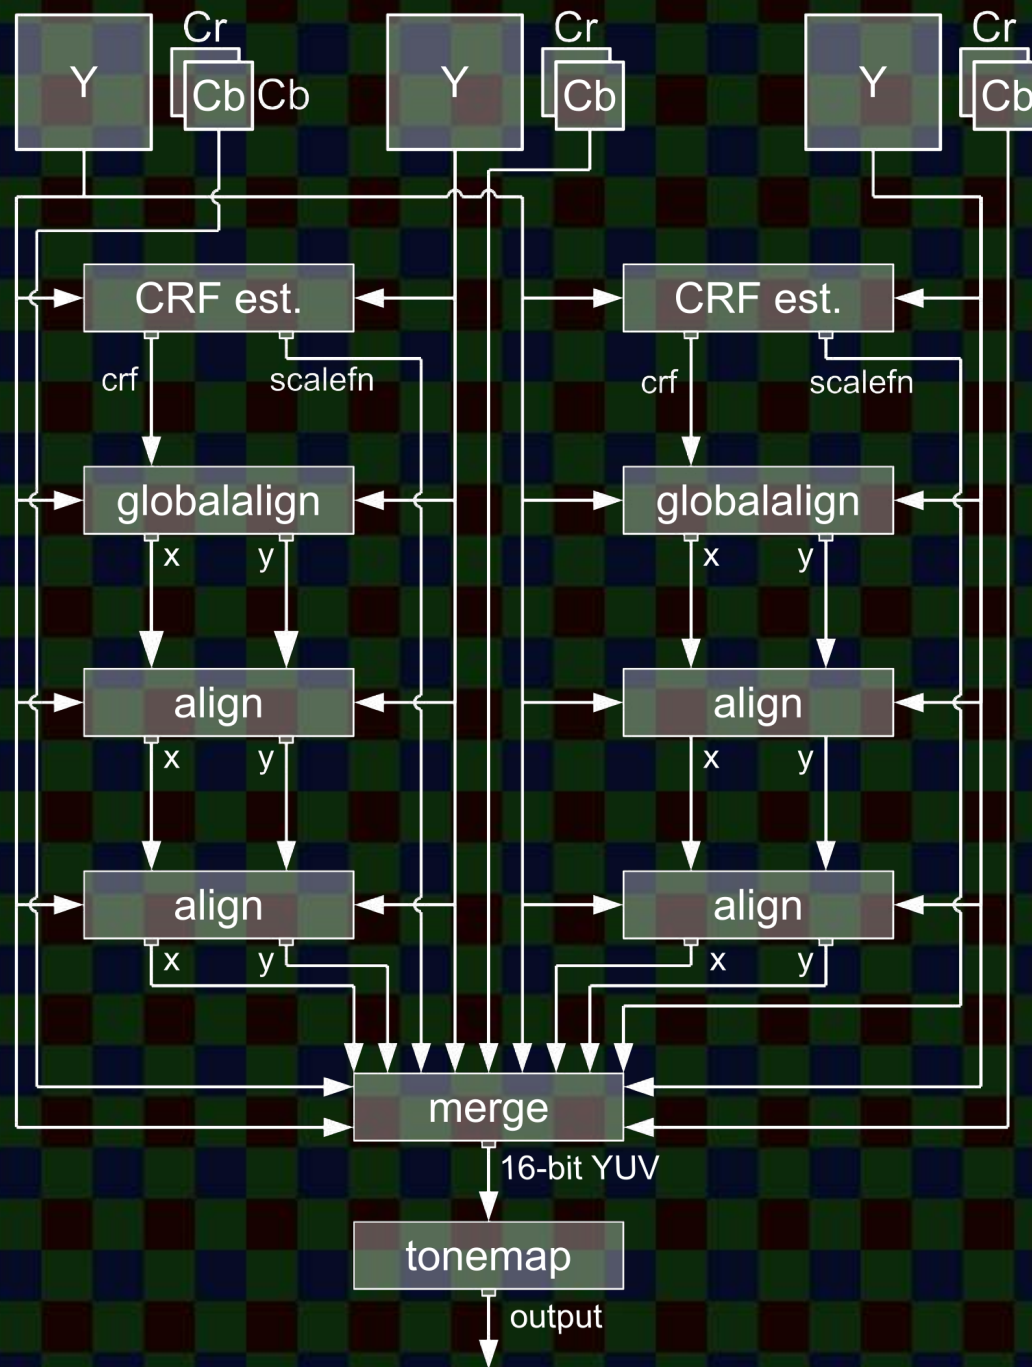 Cr Cr Cr
Y Cb Cb Y Cb Y Cb
CRF est. CRF est.
crf scalefn crf scalefn
globalalign globalalign
x y x y
align align
x y x y
align align
x y x y
merge
16-bit YUV
tonemap
output